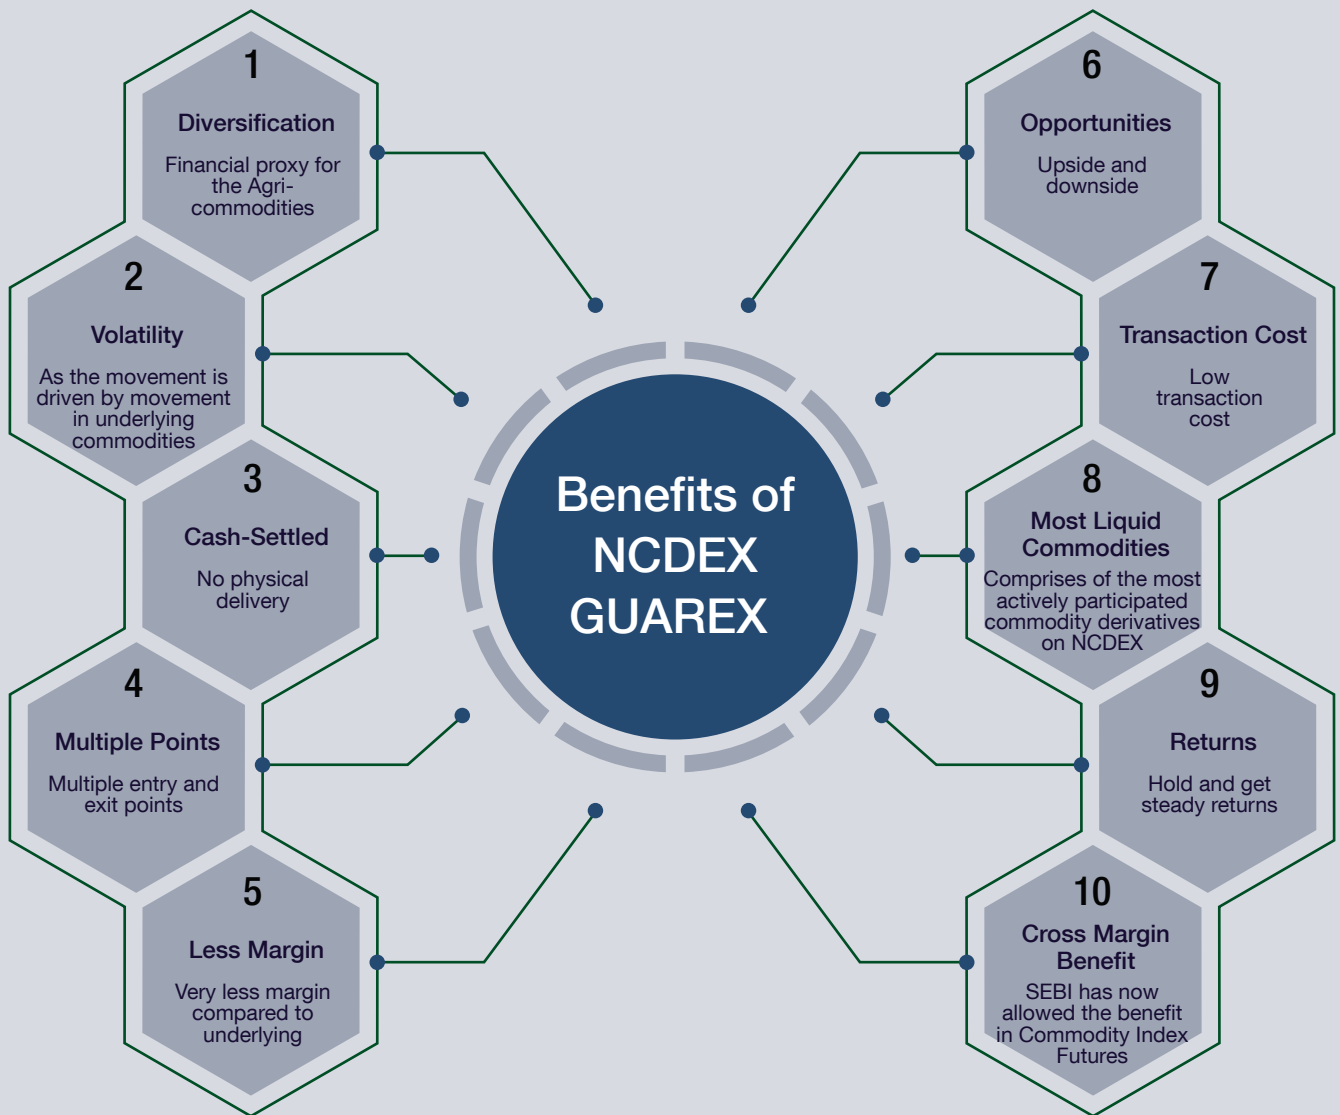 1
Diversification
Financial proxy for
the Agri-
commodities
2
Volatility
As the movement is
driven by movement
in underlying
commodities
3
Cash-Settled
No physical
delivery
4
Multiple Points
Multiple entry and
exit points
5
Less Margin
Very less margin
compared to
underlying
Benefits of
NCDEX
GUAREX
6
Opportunities
Upside and
downside
7
Transaction Cost
Low
transaction
cost
8
Most Liquid
Commodities
Comprises of the most
actively participated
commodity derivatives
on NCDEX
9
Returns
Hold and get
steady returns
10
Cross Margin
Benefit
SEBI has now
allowed the benefit
in Commodity Index
Futures